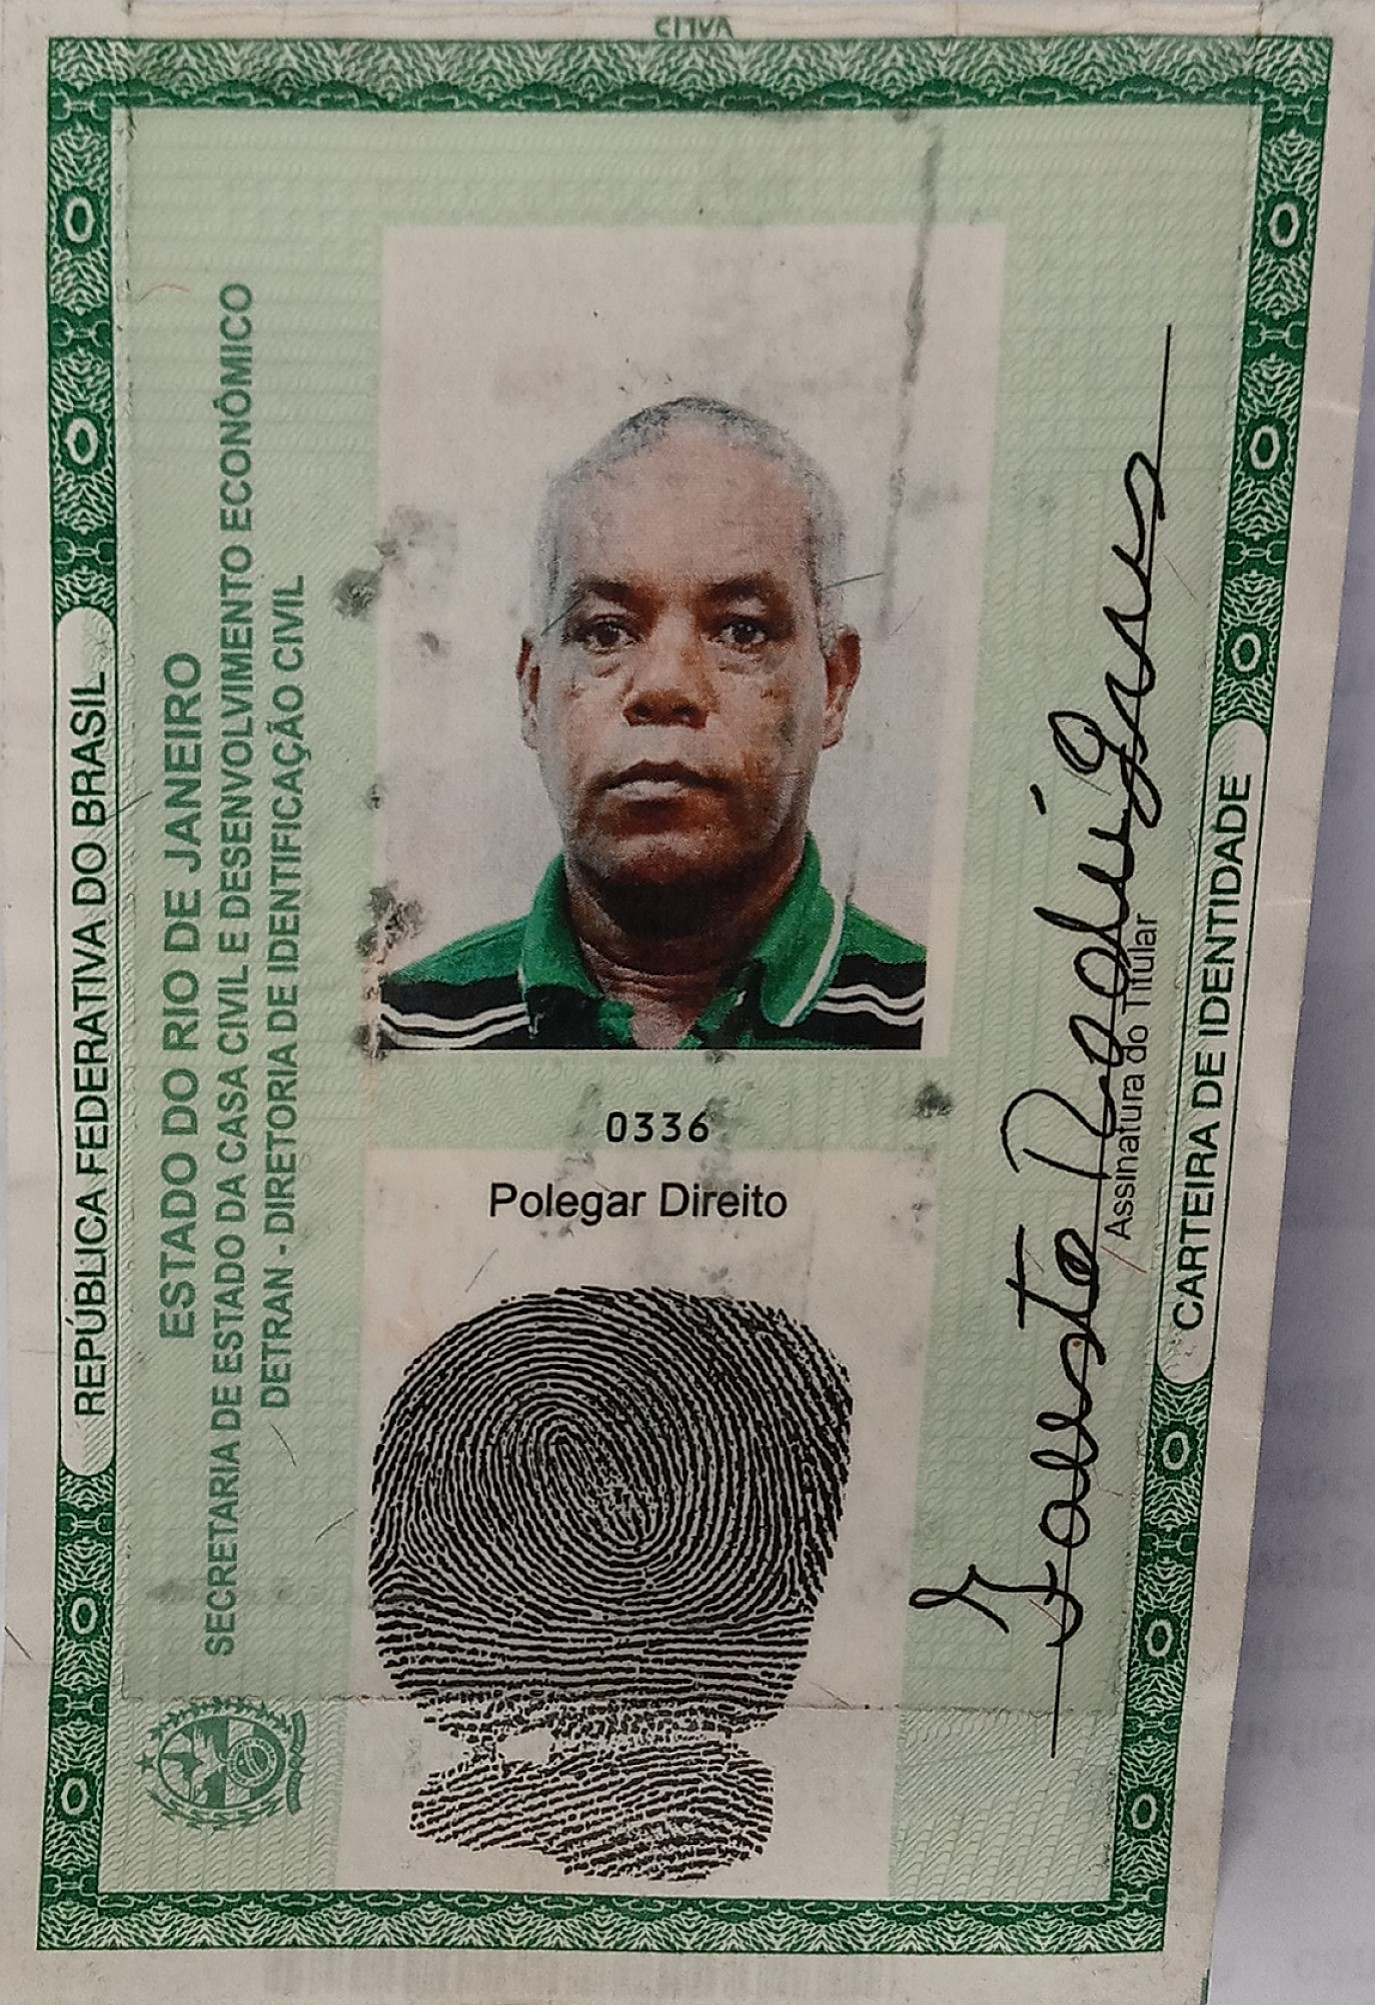 REPÚBLICA FEDERATIVA DO BRASIL
ESTADO DO RIO DE JANEIRO
SECRETARIA DE ESTADO DA CASA CIVIL E DESENVOLVIMENTO ECONÔMICO
DETRAN - DIRETORIA DE IDENTIFICAÇÃO CIVIL
0336
Polegar Direito
Fausto Rodrigues
Assinatura do Titular
CARTEIRA DE IDENTIDADE